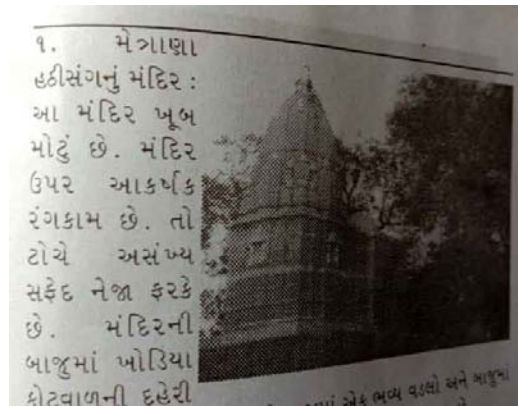 ૧. મેત્રાણા
હઠીસંગનું મંદિર :
આ મંદિર ખૂબ
મોટું છે. મંદિર
ઉપર આકર્ષક
રંગકામ છે. તો
ટોચે અસંખ્ય
સફેદ નેજા ફરકે
છે. મંદિરની
બાજુમાં ખોડિયા
કોટવાળની દહેરી
એક ભવ્ય વડલો અને બાજુમાં